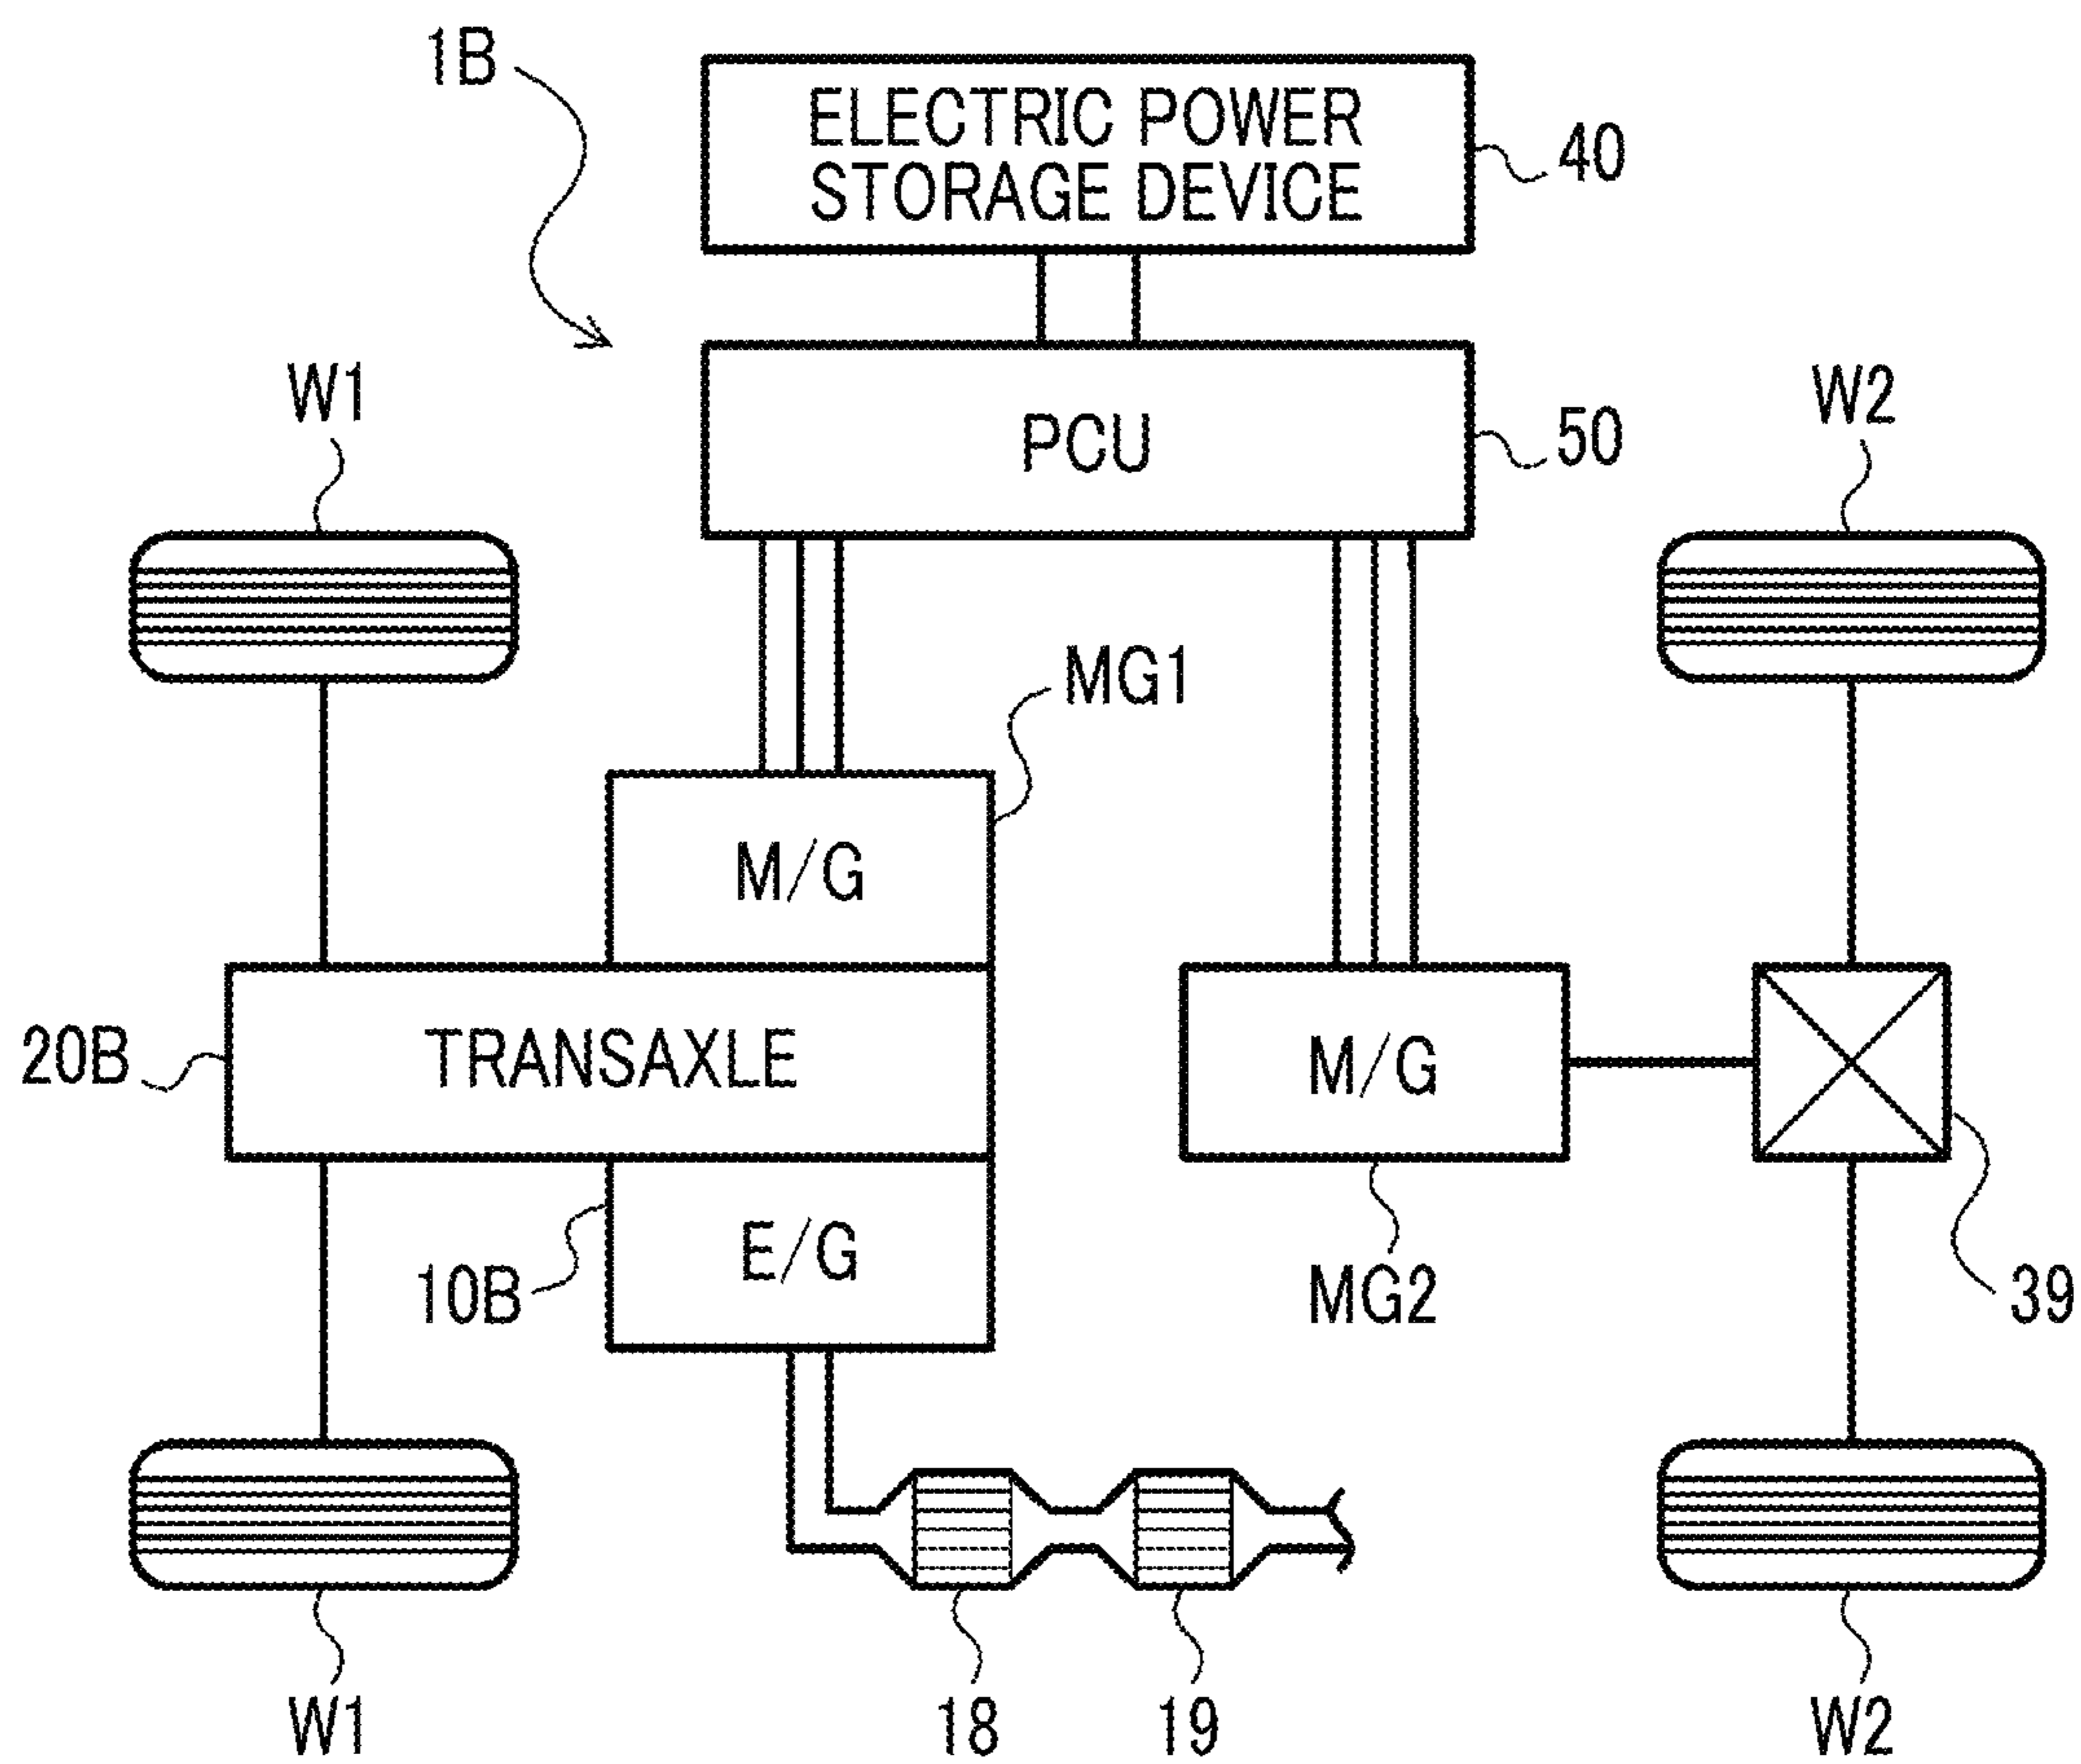 1B
ELECTRIC POWER
STORAGE DEVICE
40
W1
PCU
50
W2
MG1
M/G
20B
TRANSAXLE
M/G
10B
E/G
MG2
39
W1
18
19
W2